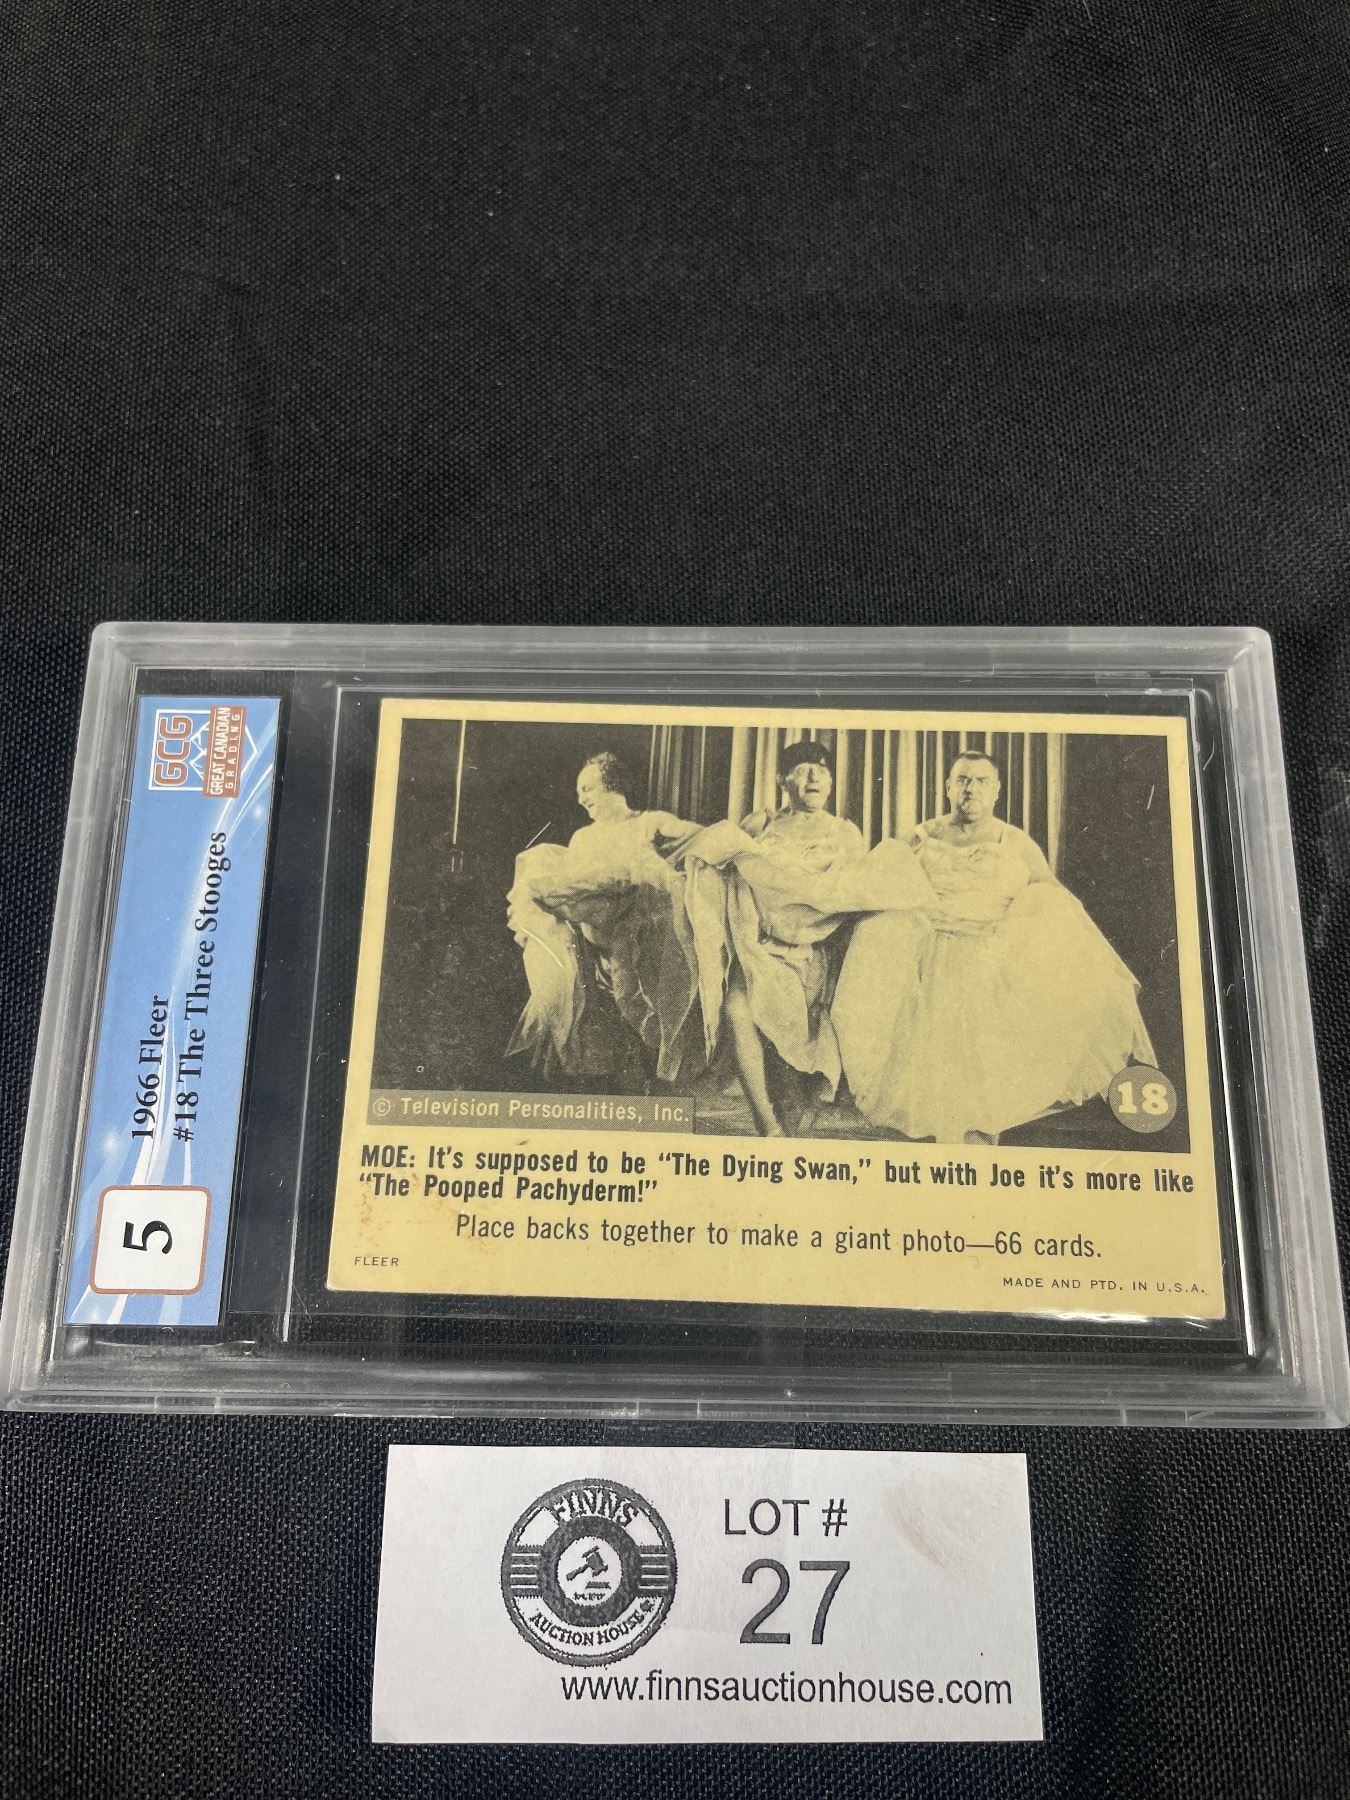 GCG
GREAT CANADIAN
GRADING
1966 Fleer
#18 The Three Stooges
5
© Television Personalities, Inc.
18
MOE: It's supposed to be “The Dying Swan,” but with Joe it's more like
“The Pooped Pachyderm!”
Place backs together to make a giant photo—66 cards.
FLEER
MADE AND PTD. IN U.S.A.
FINNS
AUCTION HOUSE
LOT #
27
www.finnsauctionhouse.com